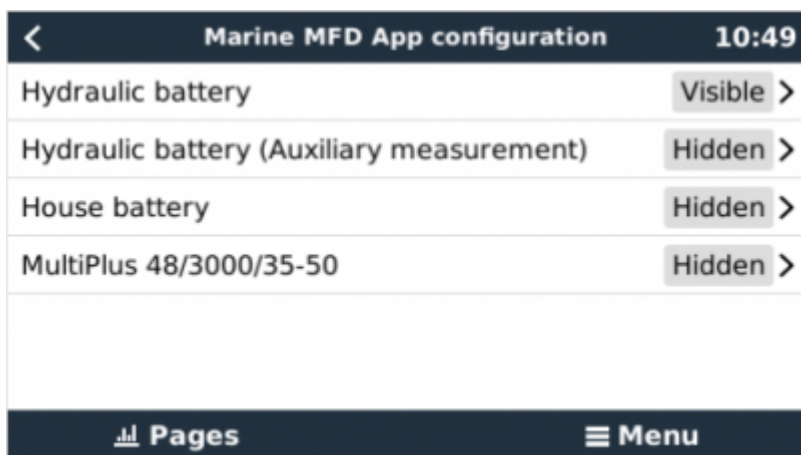 Marine MFD App configuration 10:49
Hydraulic battery Visible
Hydraulic battery (Auxiliary measurement) Hidden
House battery Hidden
MultiPlus 48/3000/35-50 Hidden
Pages Menu